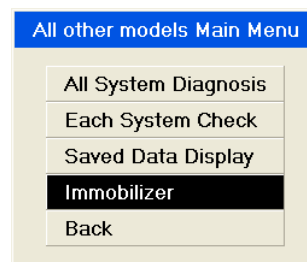 All other models Main Menu
All System Diagnosis
Each System Check
Saved Data Display
Immobilizer
Back